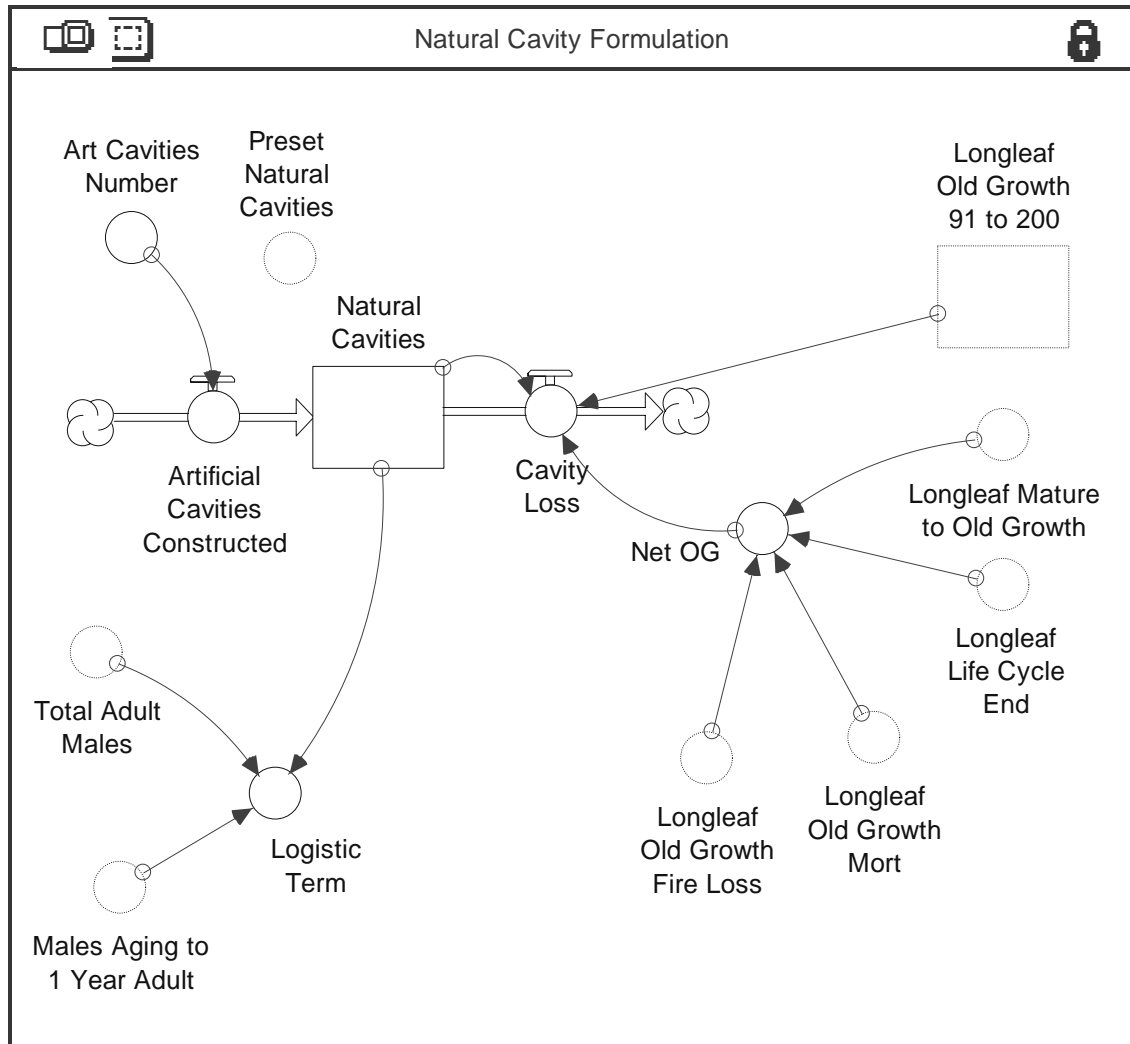 Natural Cavity Formulation
Art Cavities
Number
Preset
Natural
Cavities
Longleaf
Old Growth
91 to 200
Natural
Cavities
Artificial
Cavities
Constructed
Cavity
Loss
Net OG
Longleaf Mature
to Old Growth
Longleaf
Life Cycle
End
Total Adult
Males
Logistic
Term
Longleaf
Old Growth
Fire Loss
Longleaf
Old Growth
Mort
Males Aging to
1 Year Adult